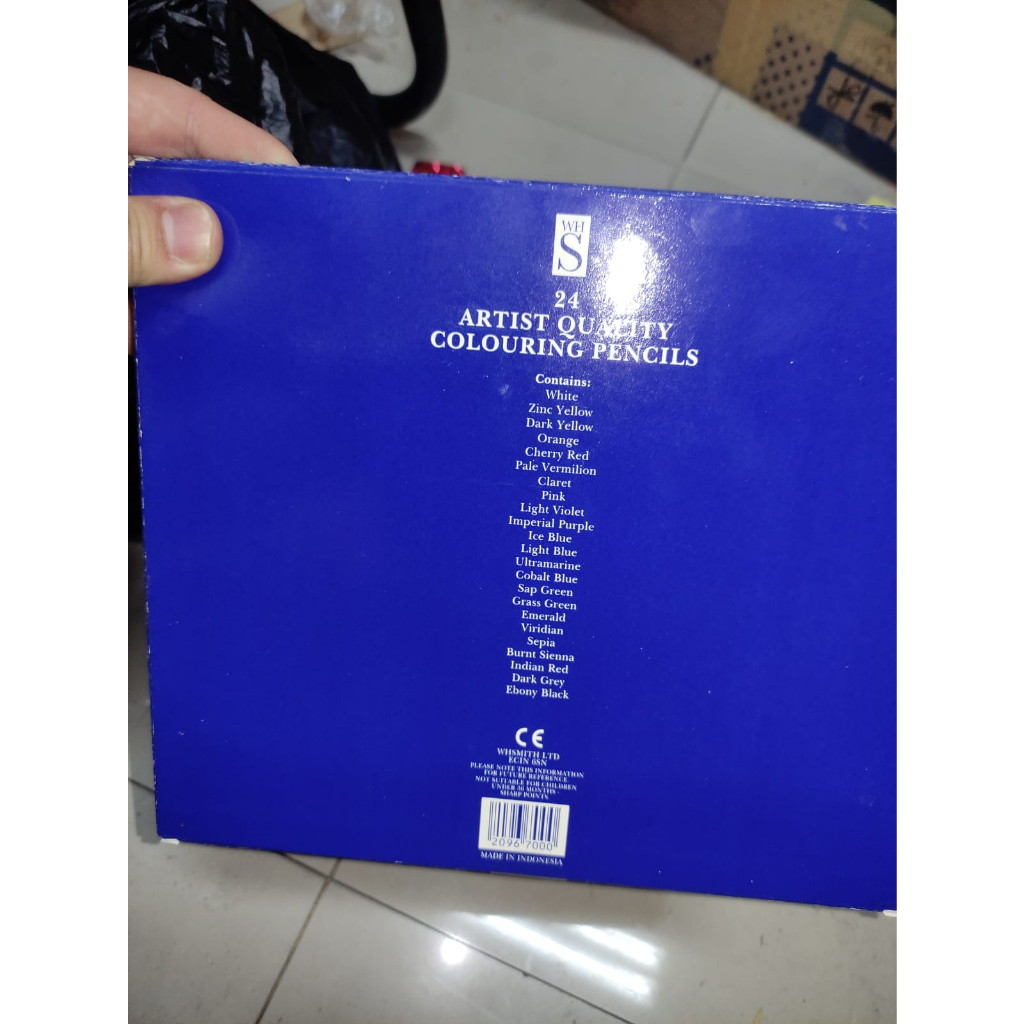 WH
S
24
ARTIST QUALITY
COLOURING PENCILS
Contains:
White
Zinc Yellow
Dark Yellow
Orange
Cherry Red
Pale Vermilion
Claret
Pink
Light Violet
Imperial Purple
Ice Blue
Light Blue
Ultramarine
Cobalt Blue
Sap Green
Grass Green
Emerald
Viridian
Sepia
Burnt Sienna
Indian Red
Dark Grey
Ebony Black
CE
WHSMITH LTD
EC1N 8SN
PLEASE NOTE THIS INFORMATION
FOR FUTURE REFERENCE
NOT SUITABLE FOR CHILDREN
UNDER 36 MONTHS -
SHARP POINTS
2096 7000
MADE IN INDONESIA